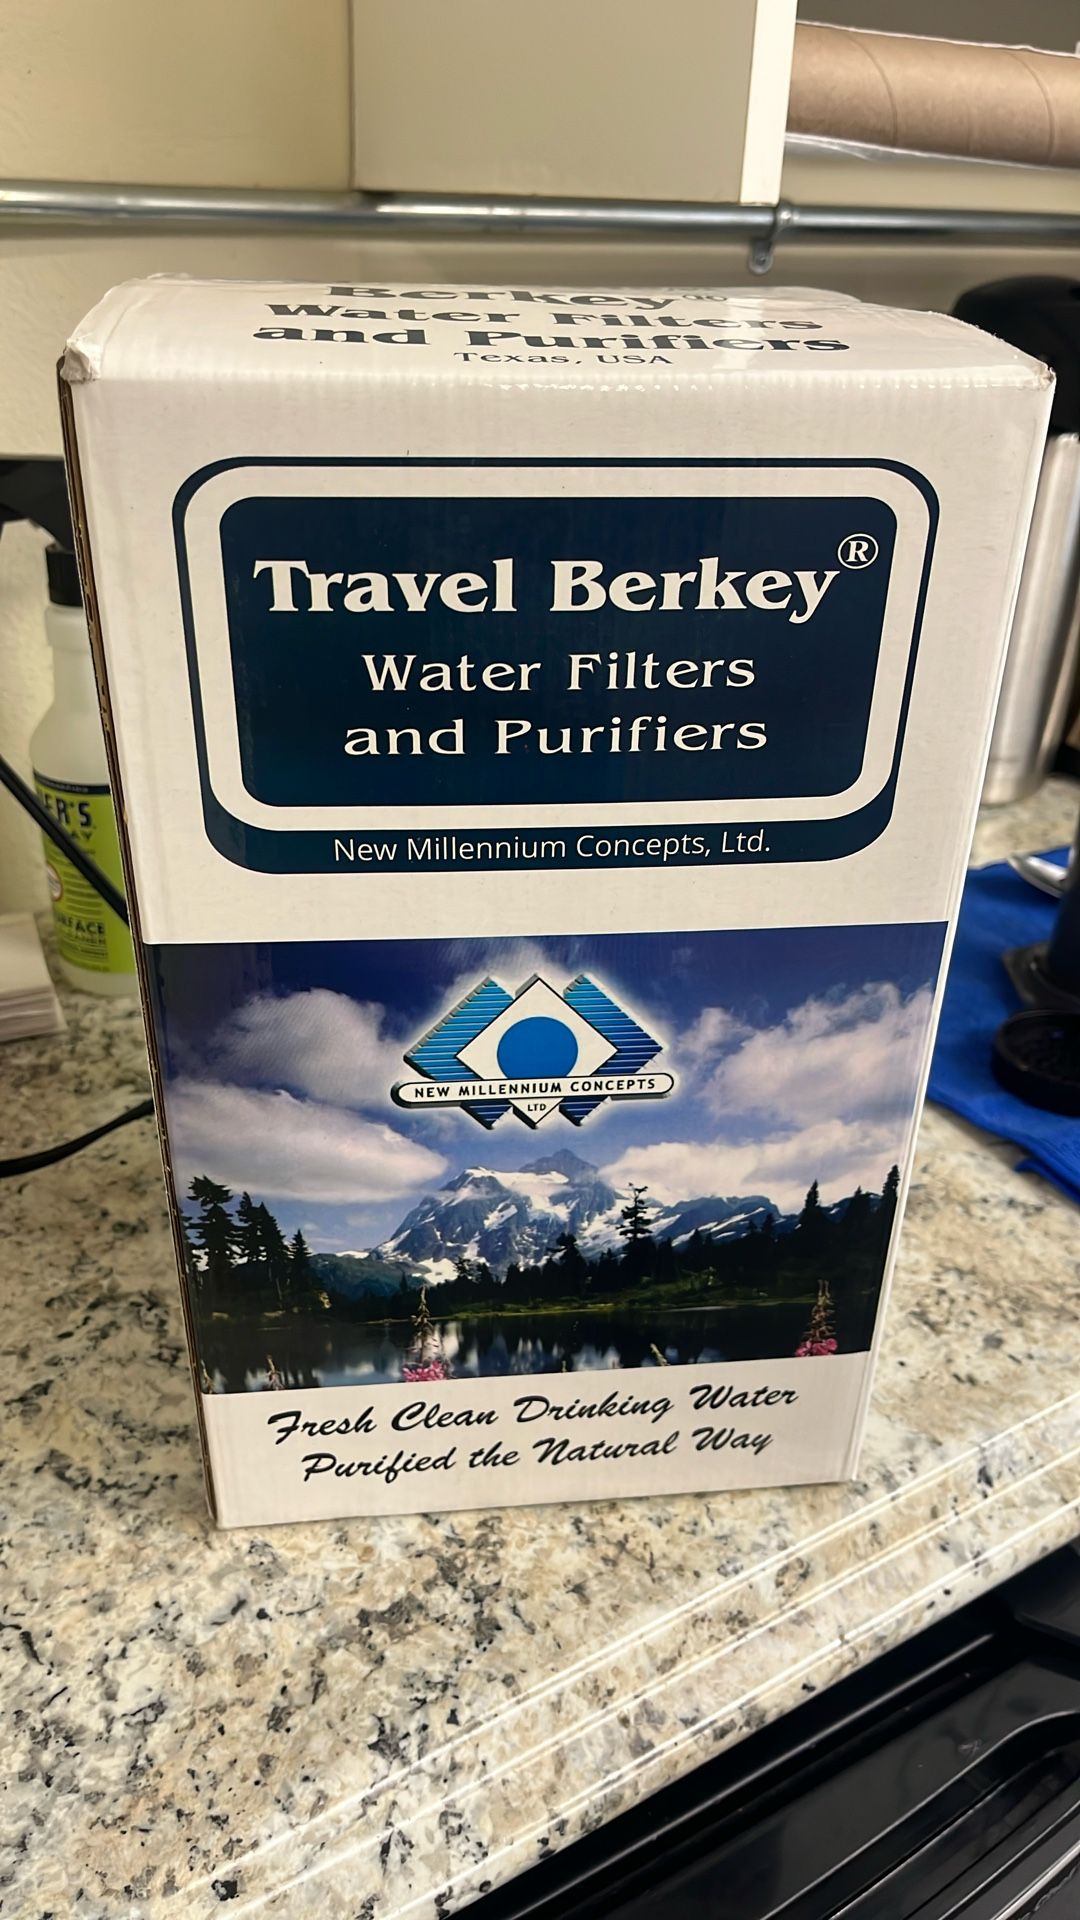 Berkey®
Water Filters
and Purifiers
Texas, USA
Travel Berkey®
Water Filters
and Purifiers
New Millennium Concepts, Ltd.
NEW MILLENNIUM CONCEPTS
LTD
Fresh Clean Drinking Water
Purified the Natural Way
ER'S